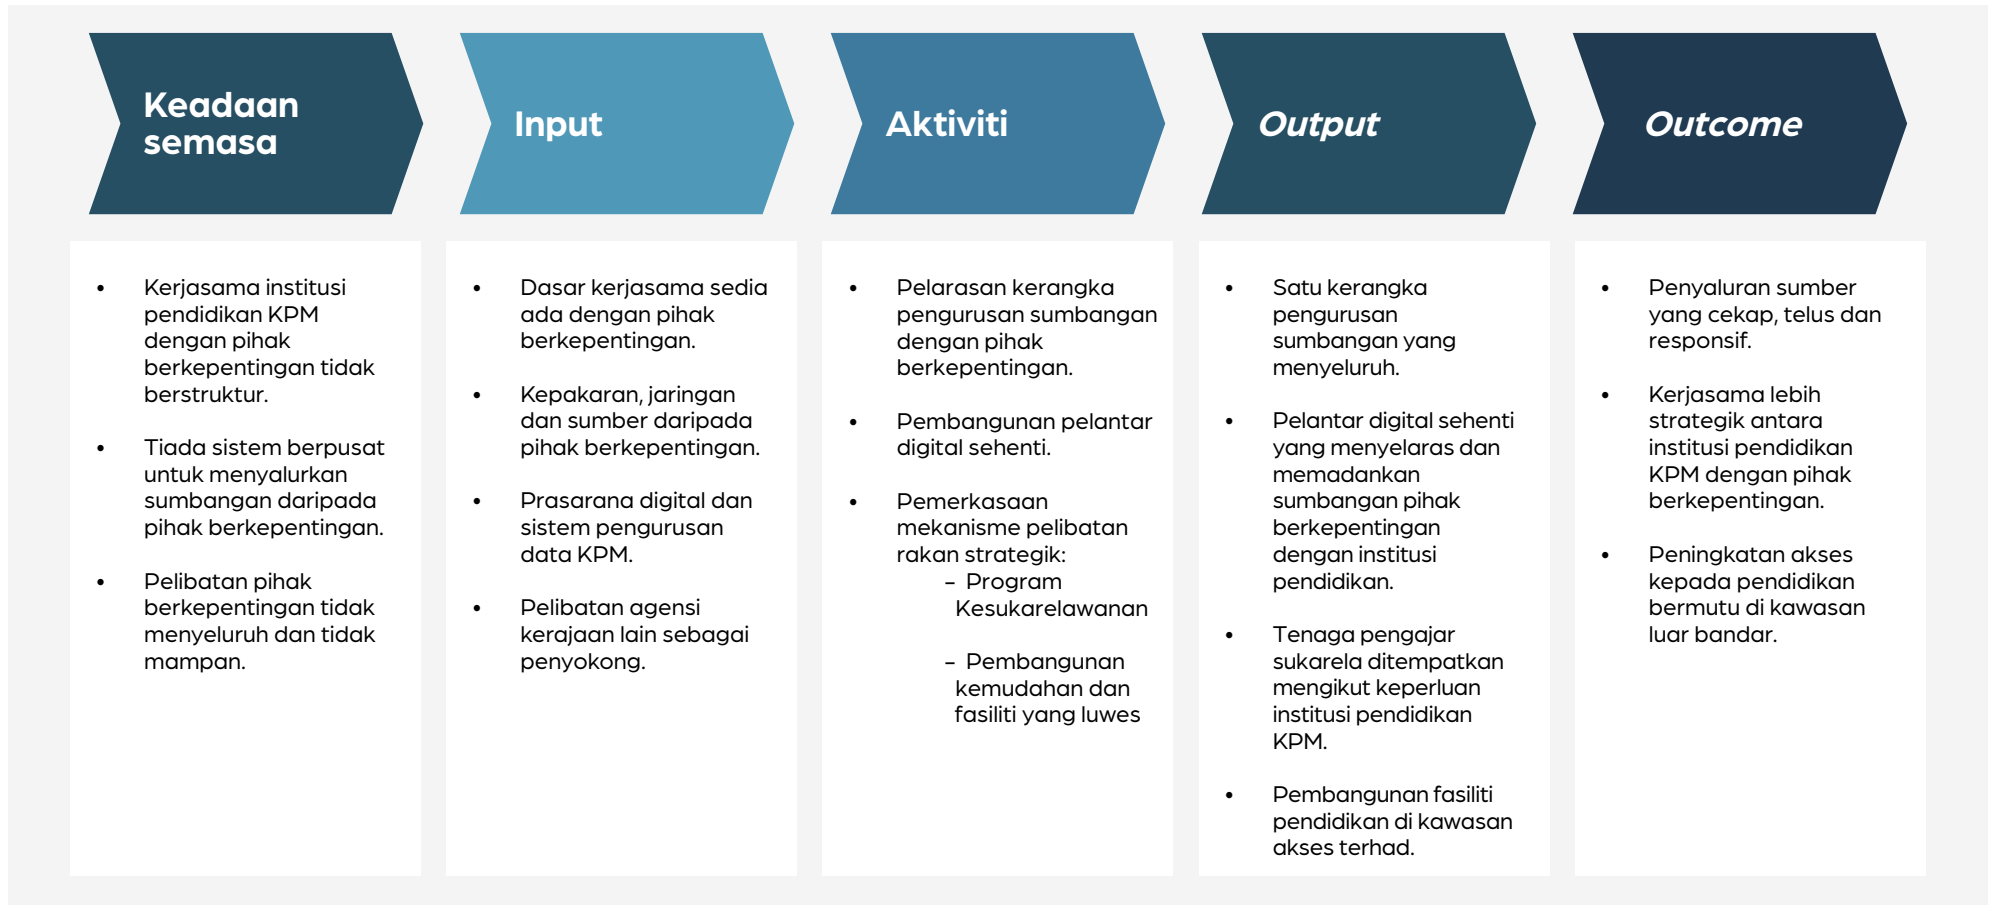 Keadaan
semasa
Input
Aktiviti
Output
Outcome
• Kerjasama institusi
pendidikan KPM
dengan pihak
berkepentingan tidak
berstruktur.
• Tiada sistem berpusat
untuk menyalurkan
sumbangan daripada
pihak berkepentingan.
• Pelibatan pihak
berkepentingan tidak
menyeluruh dan tidak
mampan.
• Dasar kerjasama sedia
ada dengan pihak
berkepentingan.
• Kepakaran, jaringan
dan sumber daripada
pihak berkepentingan.
• Prasarana digital dan
sistem pengurusan
data KPM.
• Pelibatan agensi
kerajaan lain sebagai
penyokong.
• Pelarasan kerangka
pengurusan sumbangan
dengan pihak
berkepentingan.
• Pembangunan pelantar
digital sehenti.
• Pemerkasaan
mekanisme pelibatan
rakan strategik:
- Program
Kesukarelawanan
- Pembangunan
kemudahan dan
fasiliti yang luwes
• Satu kerangka
pengurusan
sumbangan yang
menyeluruh.
• Pelantar digital sehenti
yang menyelaras dan
memadankan
sumbangan pihak
berkepentingan
dengan institusi
pendidikan.
• Tenaga pengajar
sukarela ditempatkan
mengikut keperluan
institusi pendidikan
KPM.
• Pembangunan fasiliti
pendidikan di kawasan
akses terhad.
• Penyaluran sumber
yang cekap, telus dan
responsif.
• Kerjasama lebih
strategik antara
institusi pendidikan
KPM dengan pihak
berkepentingan.
• Peningkatan akses
kepada pendidikan
bermutu di kawasan
luar bandar.